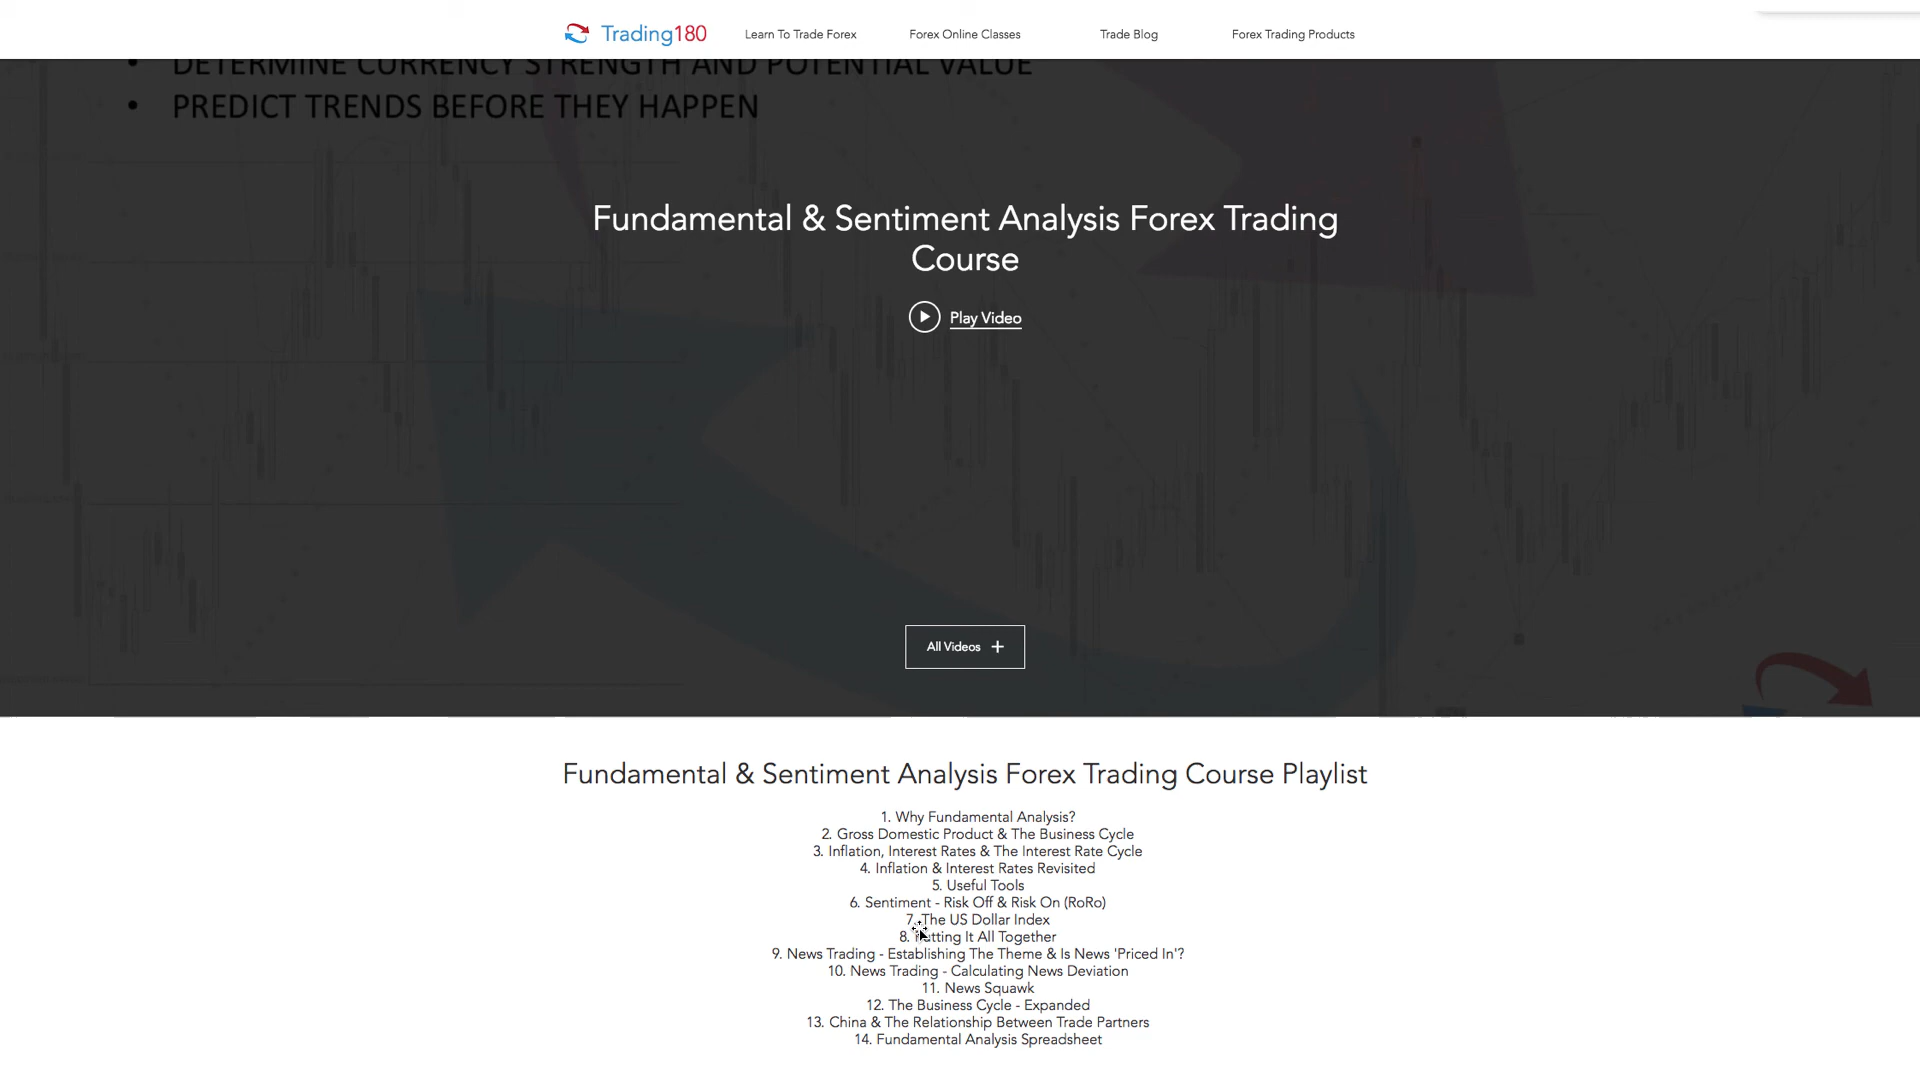 Trading180
Learn To Trade Forex
Forex Online Classes
Trade Blog
Forex Trading Products
• DETERMINE CURRENCY STRENGTH AND POTENTIAL VALUE
• PREDICT TRENDS BEFORE THEY HAPPEN
Fundamental & Sentiment Analysis Forex Trading
Course
Play Video
All Videos +
Fundamental & Sentiment Analysis Forex Trading Course Playlist
1. Why Fundamental Analysis?
2. Gross Domestic Product & The Business Cycle
3. Inflation, Interest Rates & The Interest Rate Cycle
4. Inflation & Interest Rates Revisited
5. Useful Tools
6. Sentiment - Risk Off & Risk On (RoRo)
7. The US Dollar Index
8. Putting It All Together
9. News Trading - Establishing The Theme & Is News 'Priced In'?
10. News Trading - Calculating News Deviation
11. News Squawk
12. The Business Cycle - Expanded
13. China & The Relationship Between Trade Partners
14. Fundamental Analysis Spreadsheet